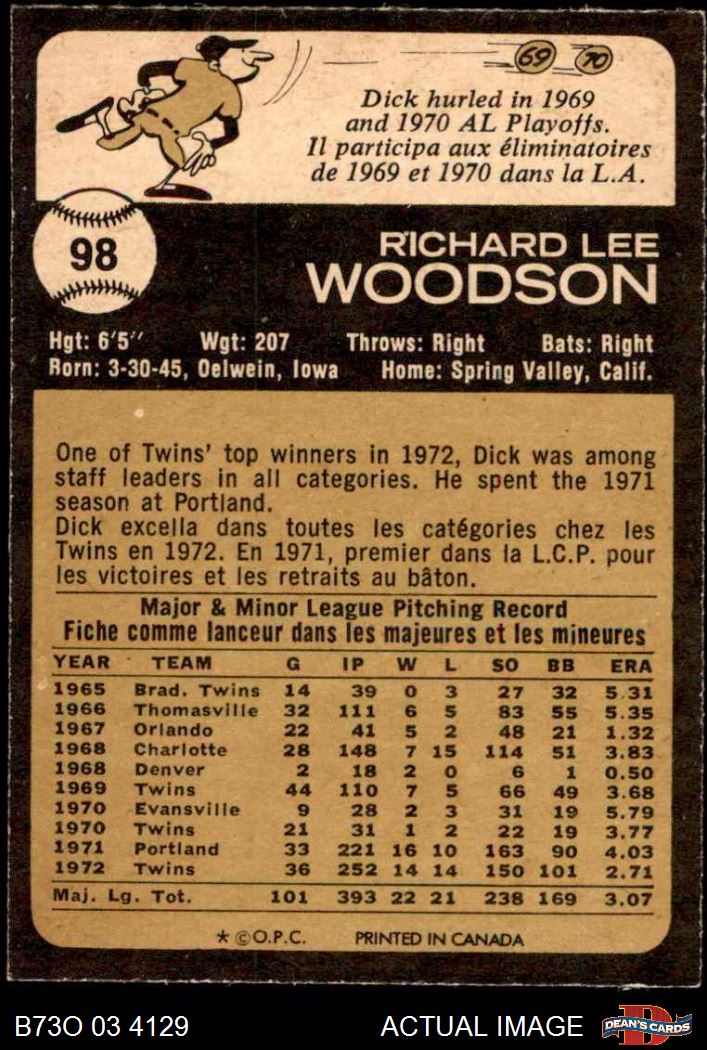 69 70
Dick hurled in 1969
and 1970 AL Playoffs.
Il participa aux éliminatoires
de 1969 et 1970 dans la L.A.
98
RICHARD LEE
WOODSON
Hgt: 6'5" Wgt: 207 Throws: Right Bats: Right
Born: 3-30-45, Oelwein, Iowa Home: Spring Valley, Calif.
One of Twins' top winners in 1972, Dick was among
staff leaders in all categories. He spent the 1971
season at Portland.
Dick excella dans toutes les catégories chez les
Twins en 1972. En 1971, premier dans la L.C.P. pour
les victoires et les retraits au bâton.
Major & Minor League Pitching Record
Fiche comme lanceur dans les majeures et les mineures
YEAR TEAM G IP W L SO BB ERA
1965 Brad. Twins 14 39 0 3 27 32 5.31
1966 Thomasville 32 111 6 5 83 55 5.35
1967 Orlando 22 41 5 2 48 21 1.32
1968 Charlotte 28 148 7 15 114 51 3.83
1968 Denver 2 18 2 0 6 1 0.50
1969 Twins 44 110 7 5 66 49 3.68
1970 Evansville 9 28 2 3 31 19 5.79
1970 Twins 21 31 1 2 22 19 3.77
1971 Portland 33 221 16 10 163 90 4.03
1972 Twins 36 252 14 14 150 101 2.71
Maj. Lg. Tot. 101 393 22 21 238 169 3.07
* © O.P.C. PRINTED IN CANADA
B73O 03 4129 ACTUAL IMAGE D DEAN'S CARDS